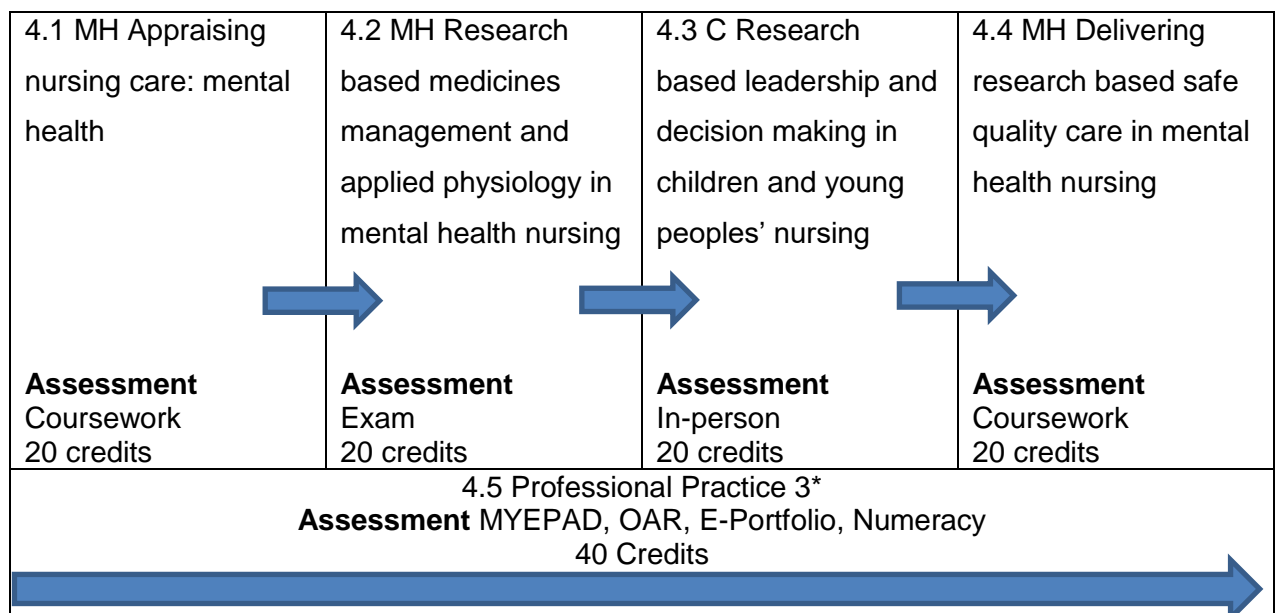 4.1 MH Appraising
nursing care: mental
health
Assessment
Coursework
20 credits
4.2 MH Research
based medicines
management and
applied physiology in
mental health nursing
Assessment
Exam
20 credits
4.3 C Research
based leadership and
decision making in
children and young
peoples’ nursing
Assessment
In-person
20 credits
4.4 MH Delivering
research based safe
quality care in mental
health nursing
Assessment
Coursework
20 credits
4.5 Professional Practice 3*
Assessment MYEPAD, OAR, E-Portfolio, Numeracy
40 Credits